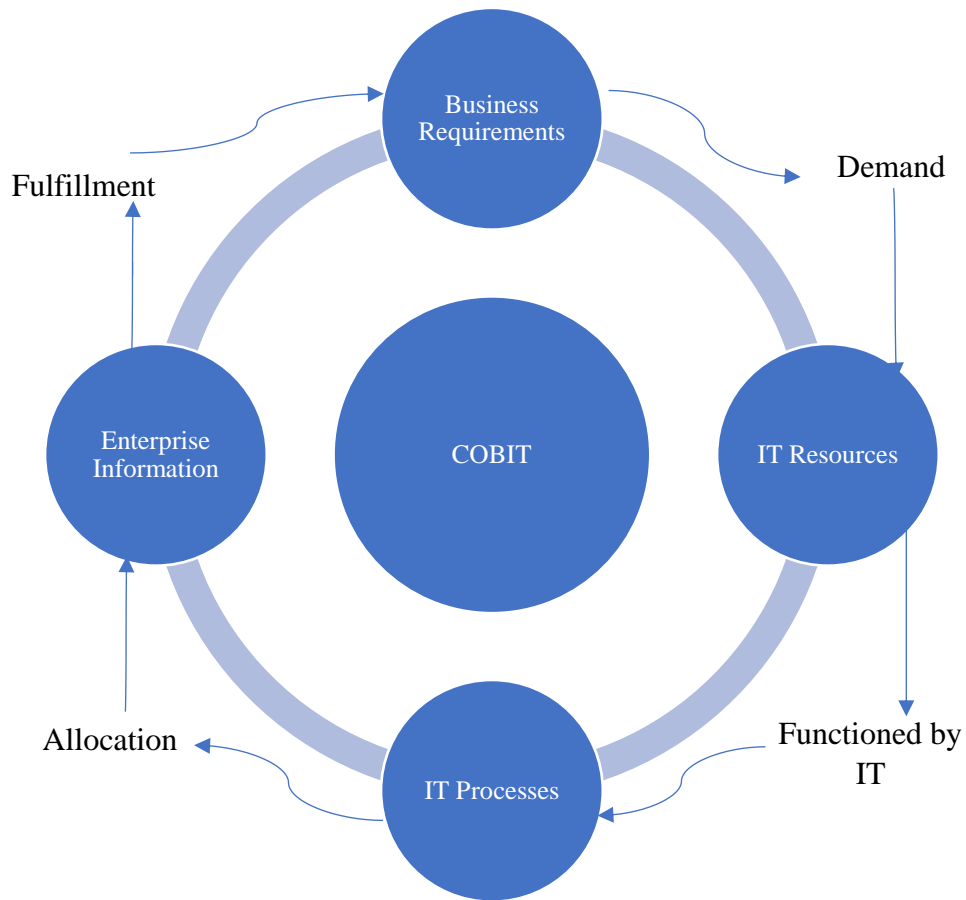 Business
Requirements
Demand
Fulfillment
Enterprise
Information
COBIT
IT Resources
Allocation
Functioned by
IT
IT Processes